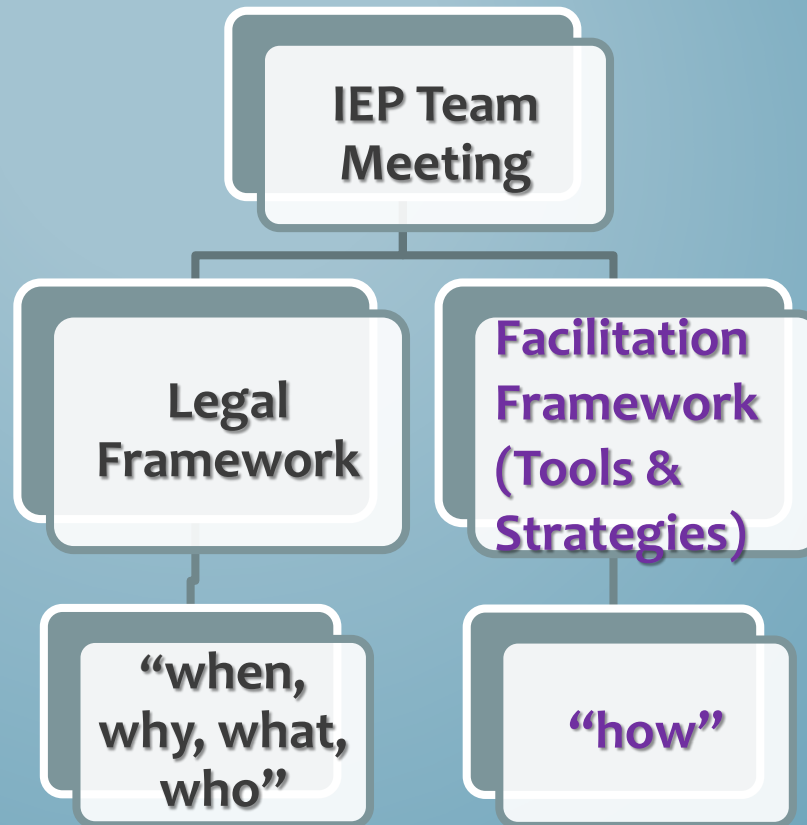 IEP Team
Meeting
Legal
Framework
Facilitation
Framework
(Tools &
Strategies)
“when,
why, what,
who”
“how”